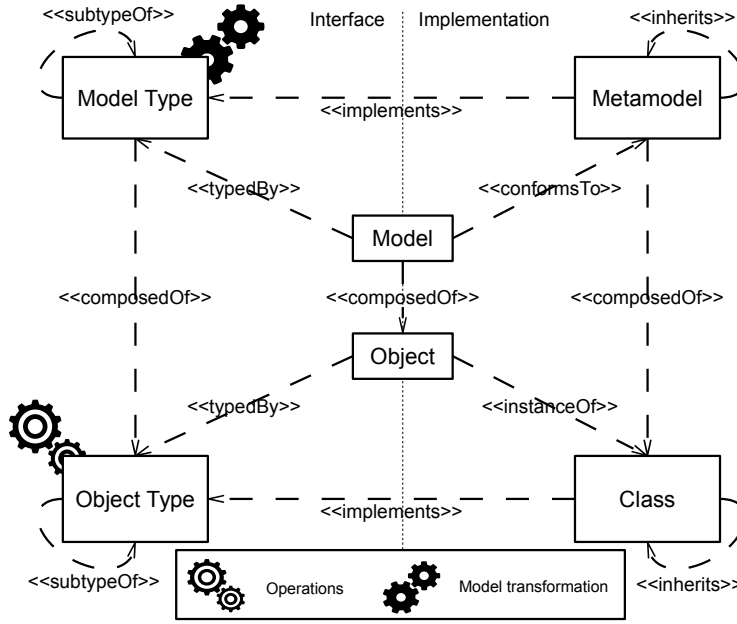 <<subtypeOf>>
Interface
Implementation
<<inherits>>
Model Type
Metamodel
<<implements>>
<<typedBy>>
<<conformsTo>>
Model
<<composedOf>>
<<composedOf>>
<<composedOf>>
Object
<<typedBy>>
<<instanceOf>>
Object Type
Class
<<implements>>
<<subtypeOf>>
<<inherits>>
Operations
Model transformation